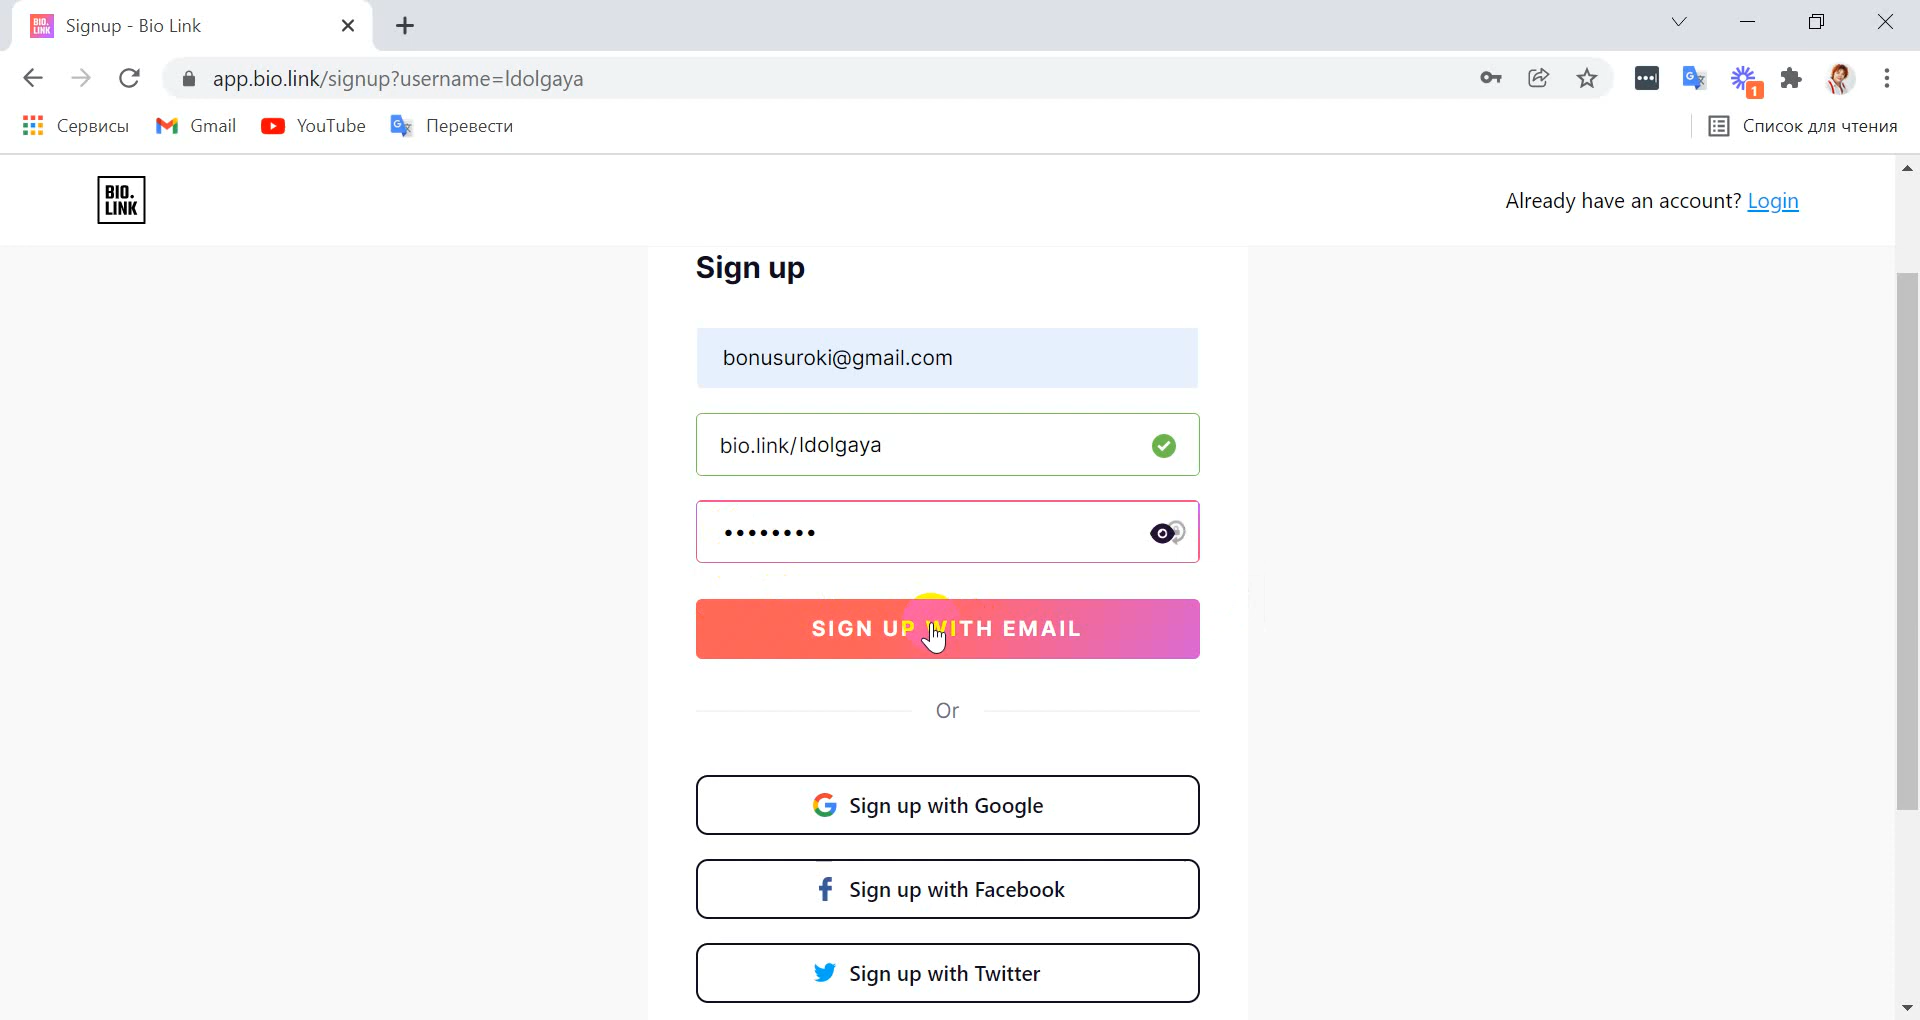 Signup - Bio Link
app.bio.link/signup?username=ldolgaya
1
Сервисы Gmail YouTube Перевести Список для чтения
BIO.
LINK
Already have an account? Login
Sign up
bonusuroki@gmail.com
bio.link/ldolgaya
••••••••
SIGN UP WITH EMAIL
Or
Sign up with Google
Sign up with Facebook
Sign up with Twitter